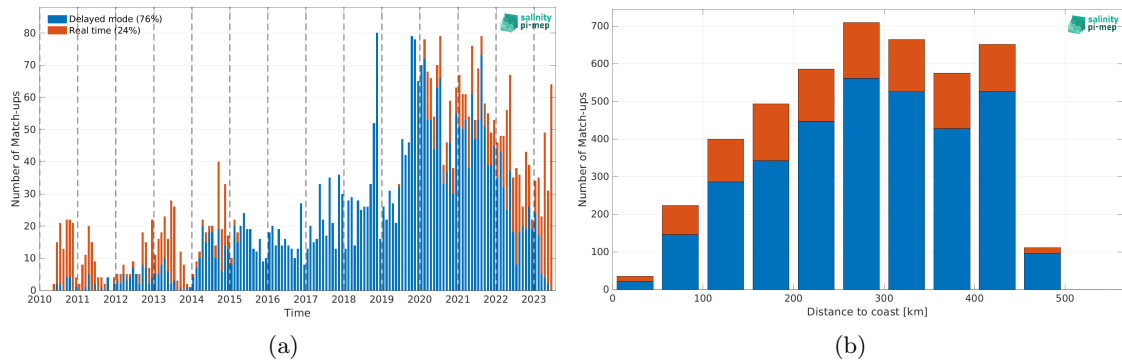 Delayed mode (76%)
Real time (24%)
salinity
pi-mep
Number of Match-ups
80
70
60
50
40
30
20
10
0
2010 2011 2012 2013 2014 2015 2016 2017 2018 2019 2020 2021 2022 2023
Time
(a)
salinity
pi-mep
Number of Match-ups
700
600
500
400
300
200
100
0
0 100 200 300 400 500
Distance to coast [km]
(b)